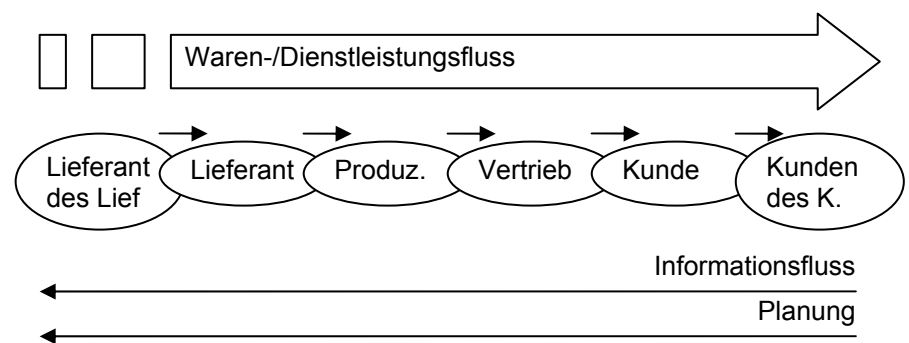 Waren-/Dienstleistungsfluss
Lieferant
des Lief
Lieferant
Produz.
Vertrieb
Kunde
Kunden
des K.
Informationsfluss
Planung